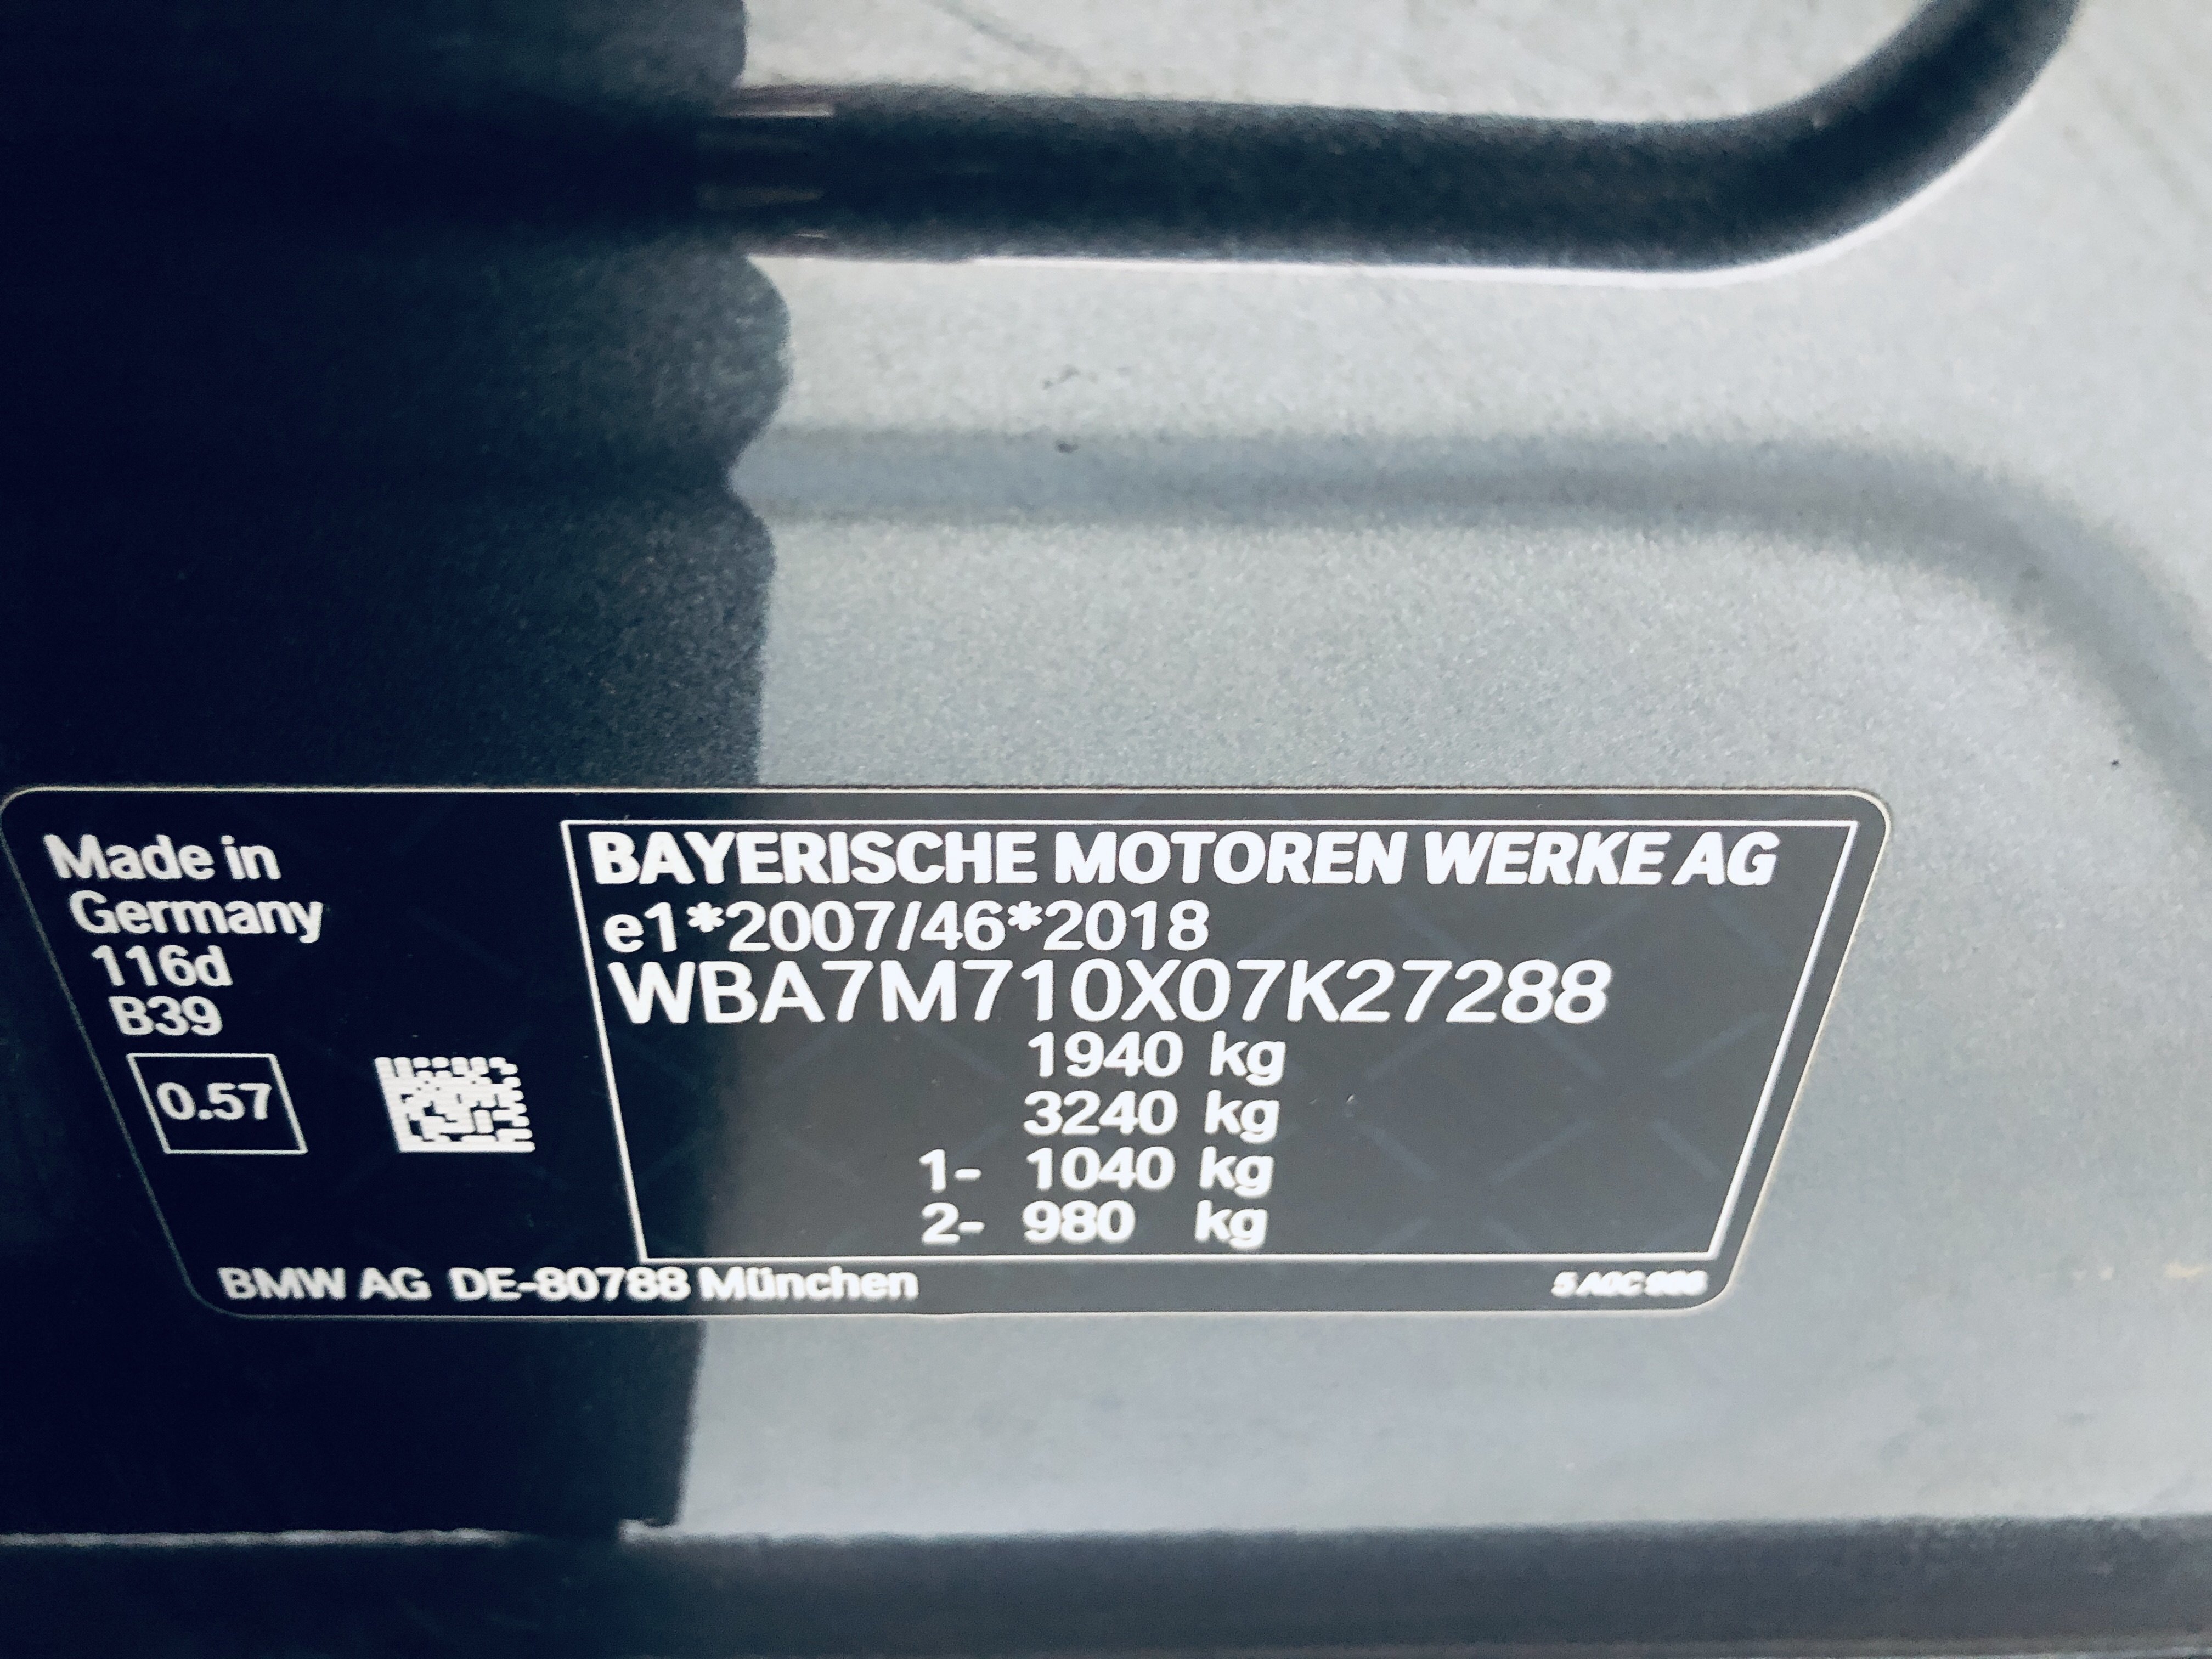 Made in
Germany
116d
B39
0.57
BAYERISCHE MOTOREN WERKE AG
e1*2007/46*2018
WBA7M710X07K27288
1940 kg
3240 kg
1- 1040 kg
2- 980 kg
BMW AG DE-80788 München